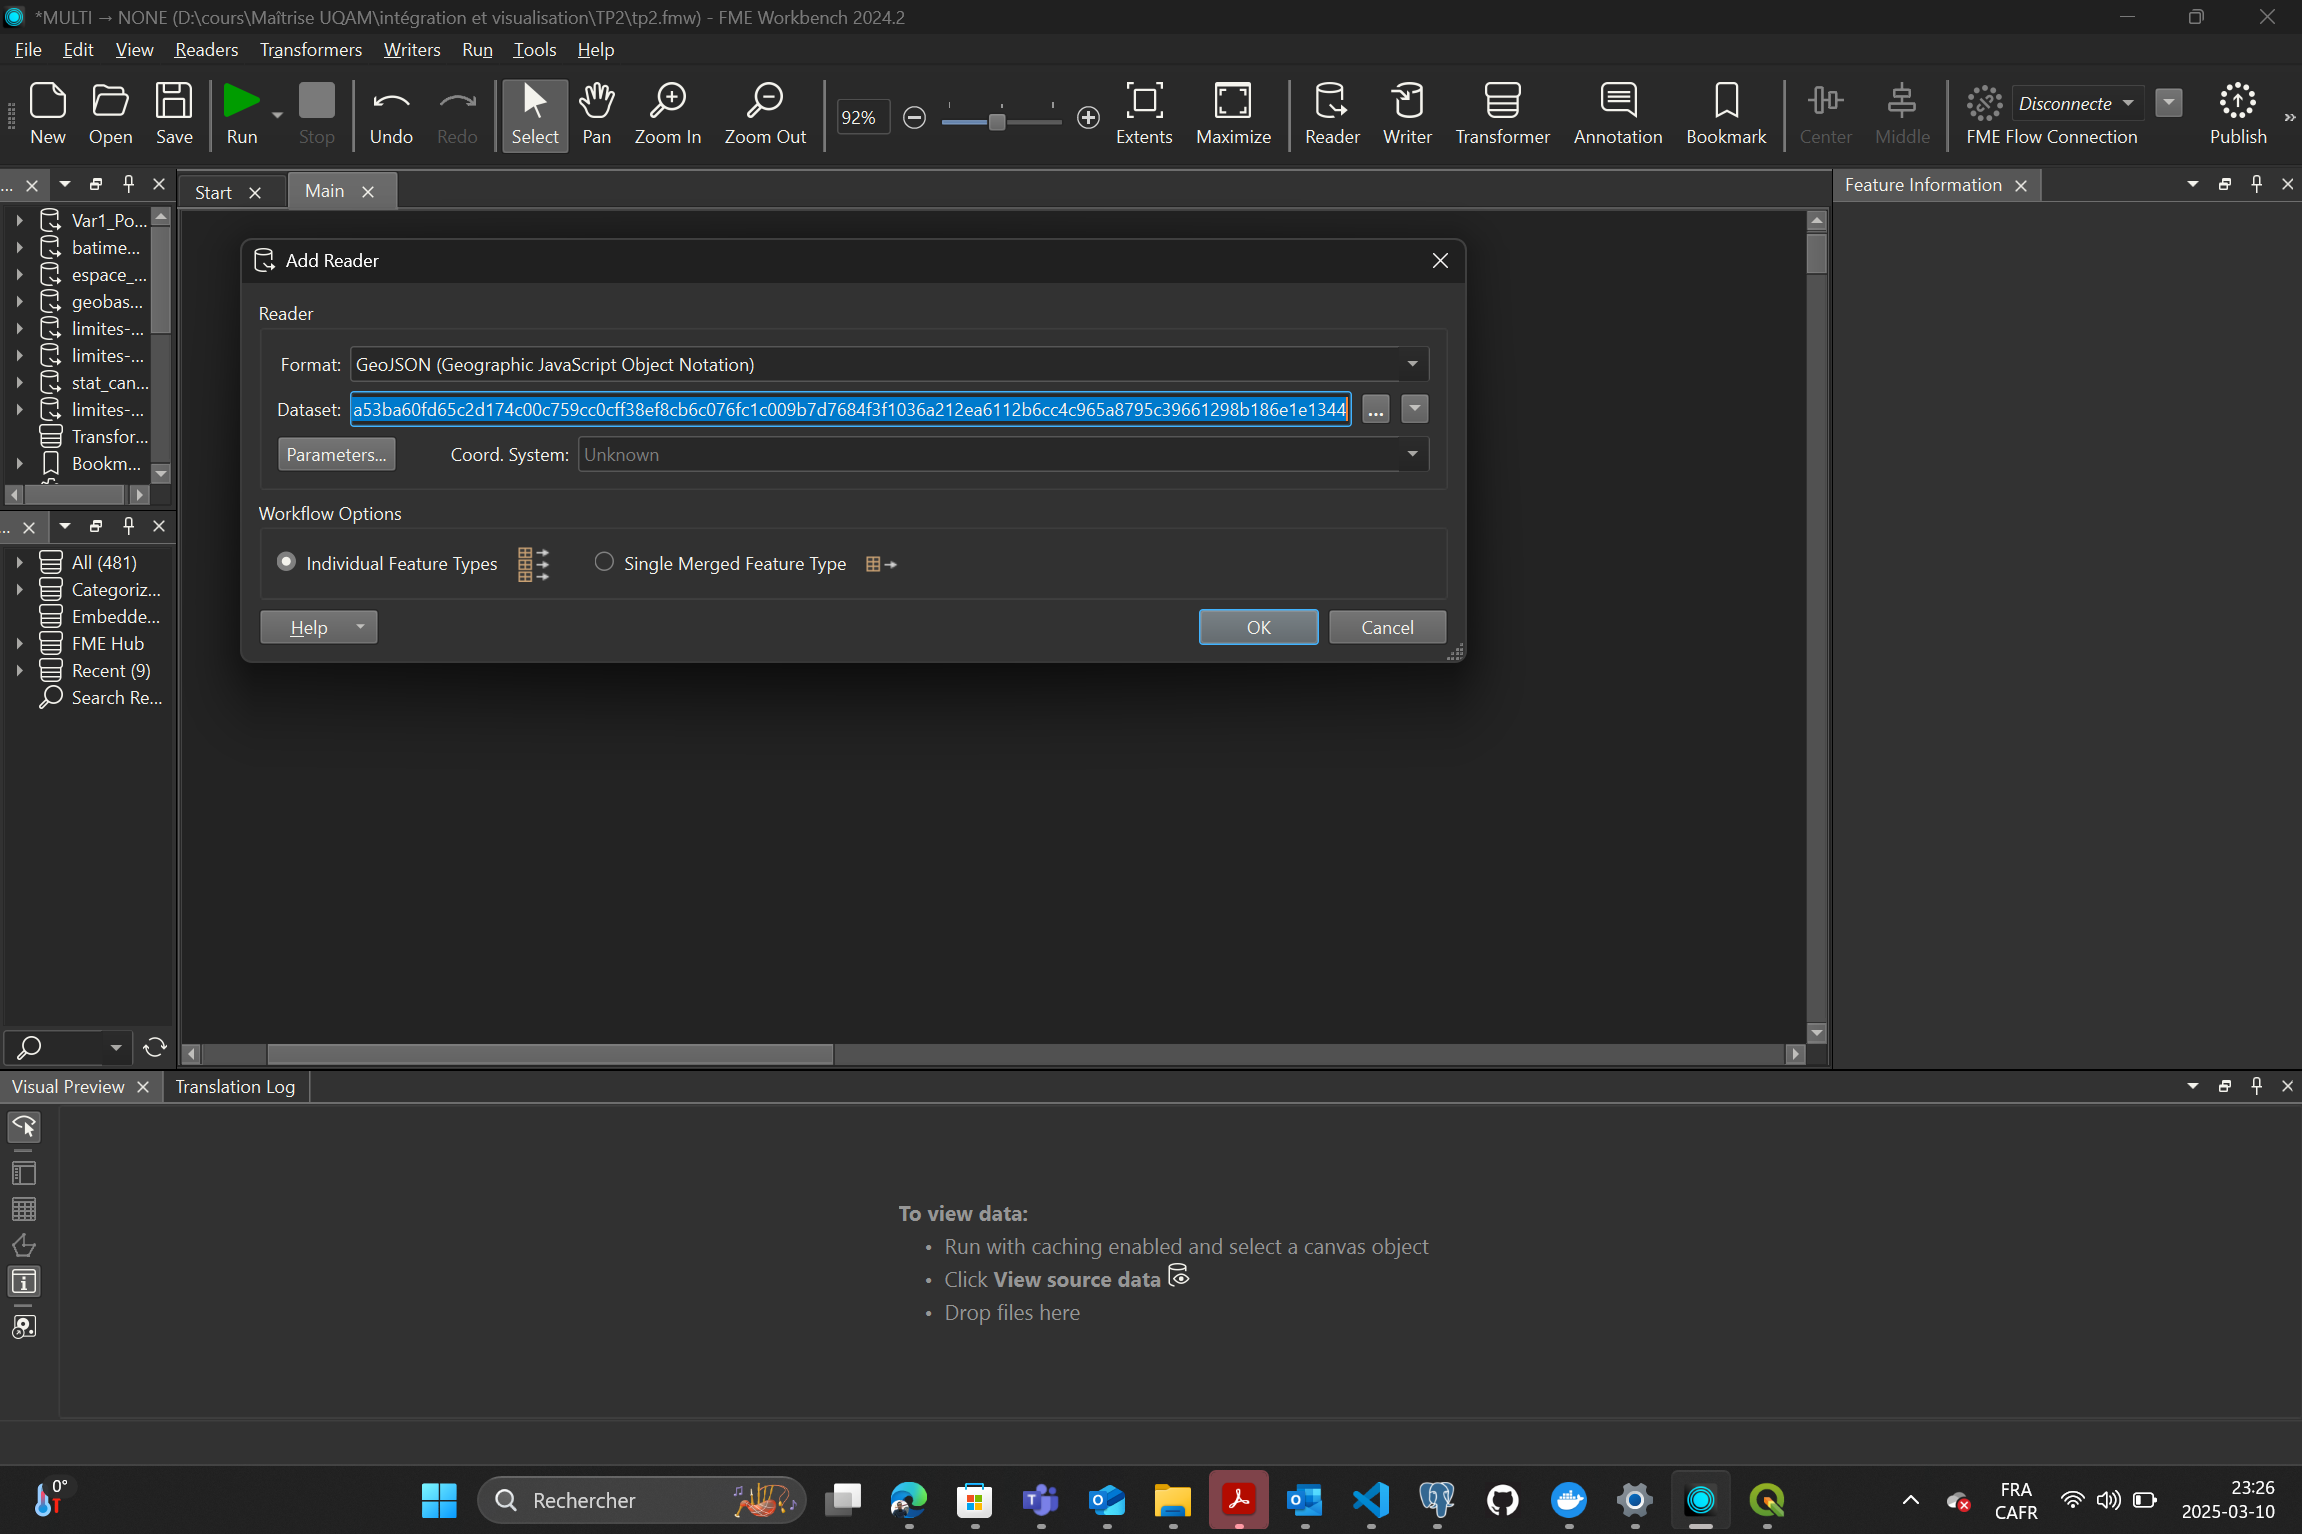 *MULTI → NONE (D:\cours\Maîtrise UQAM\intégration et visualisation\TP2\tp2.fmw) - FME Workbench 2024.2
File Edit View Readers Transformers Writers Run Tools Help
New Open Save Run Stop Undo Redo Select Pan Zoom In Zoom Out 92% Extents Maximize Reader Writer Transformer Annotation Bookmark Center Middle Disconnecte FME Flow Connection Publish »
...
Var1_Po...
batime...
espace_...
geobas...
limites-...
limites-...
stat_can...
limites-...
Transfor...
Bookm...
...
All (481)
Categoriz...
Embedde...
FME Hub
Recent (9)
Search Re...
Start Main
Add Reader
Reader
Format: GeoJSON (Geographic JavaScript Object Notation)
Dataset: a53ba60fd65c2d174c00c759cc0cff38ef8cb6c076fc1c009b7d7684f3f1036a212ea6112b6cc4c965a8795c39661298b186e1e1344 ...
Parameters... Coord. System: Unknown
Workflow Options
Individual Feature Types Single Merged Feature Type
Help OK Cancel
Feature Information
Visual Preview Translation Log
To view data:
• Run with caching enabled and select a canvas object
• Click View source data
• Drop files here
0°
Rechercher
FRA
CAFR
23:26
2025-03-10